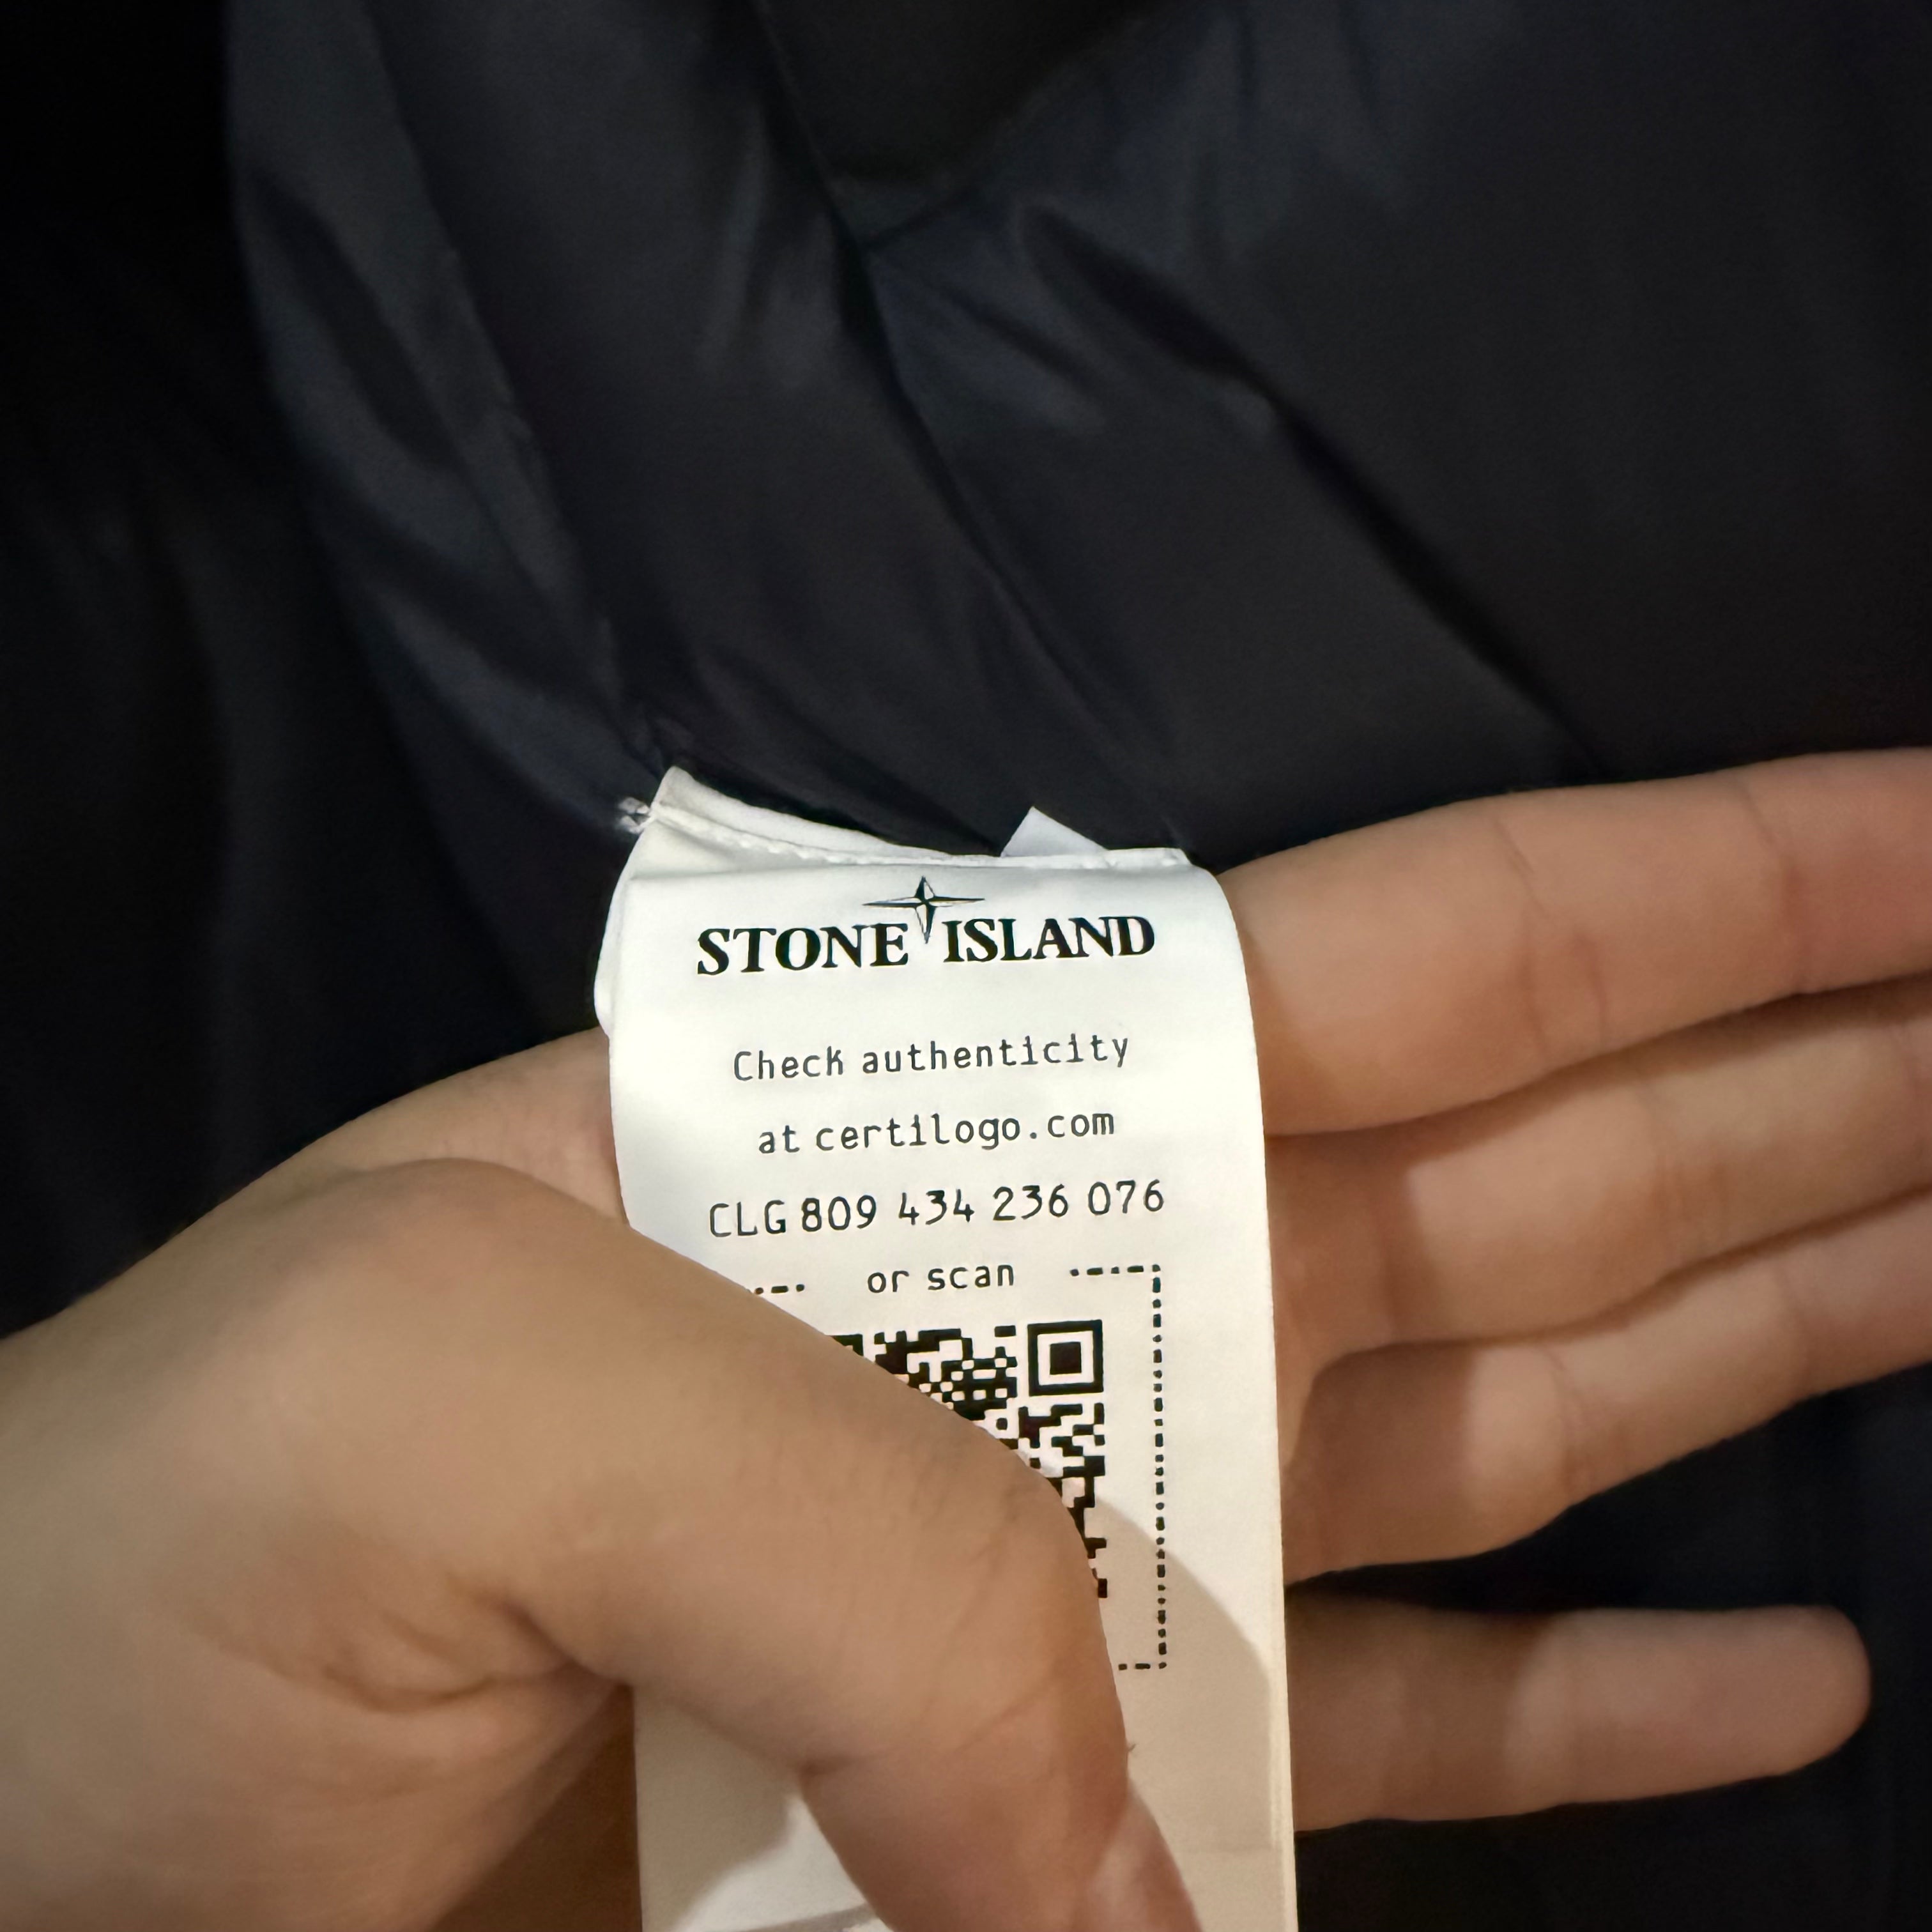 STONE ISLAND
Check authenticity
at certilogo.com
CLG 809 434 236 076
or scan